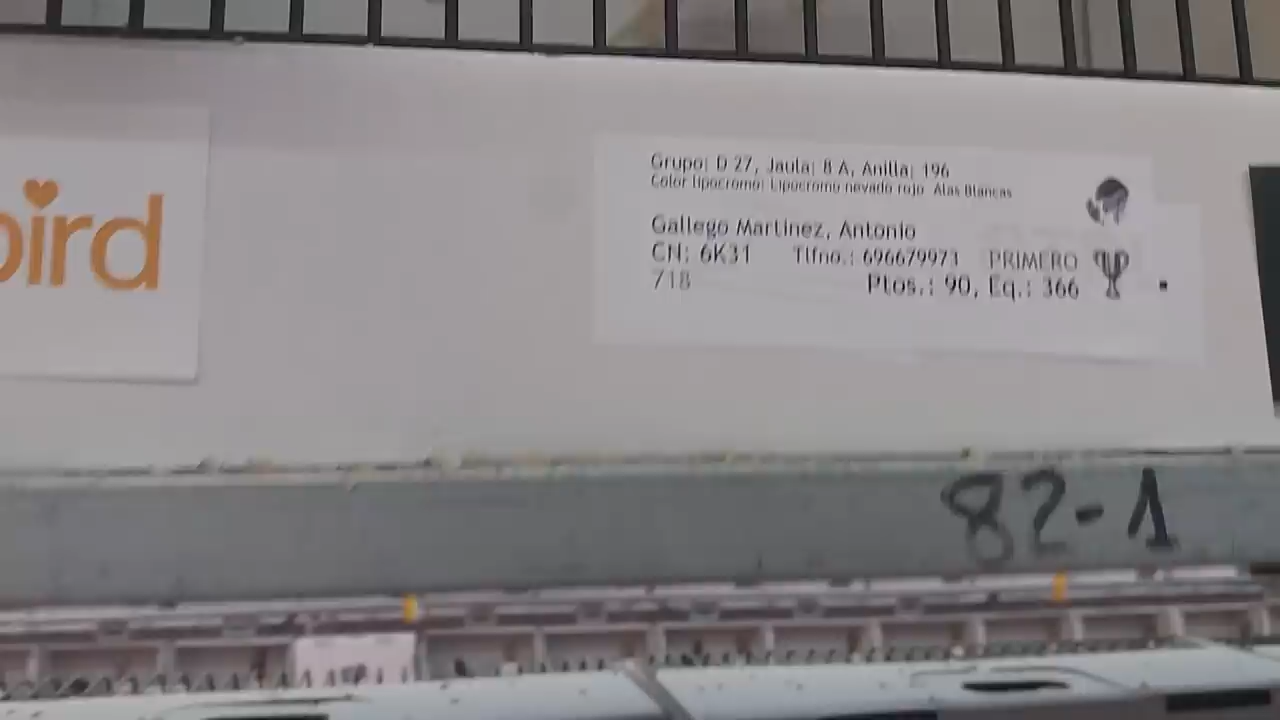 bird
Grupo: D 27, Jaula: 8 A, Anilla: 196
Color lipocromo: Lipocromo nevado rojo Alas Blancas
Gallego Martinez, Antonio
CN: 6K31 Tlfno.: 696679973 PRIMERO
718 Ptos.: 90, Eq.: 366
82-1